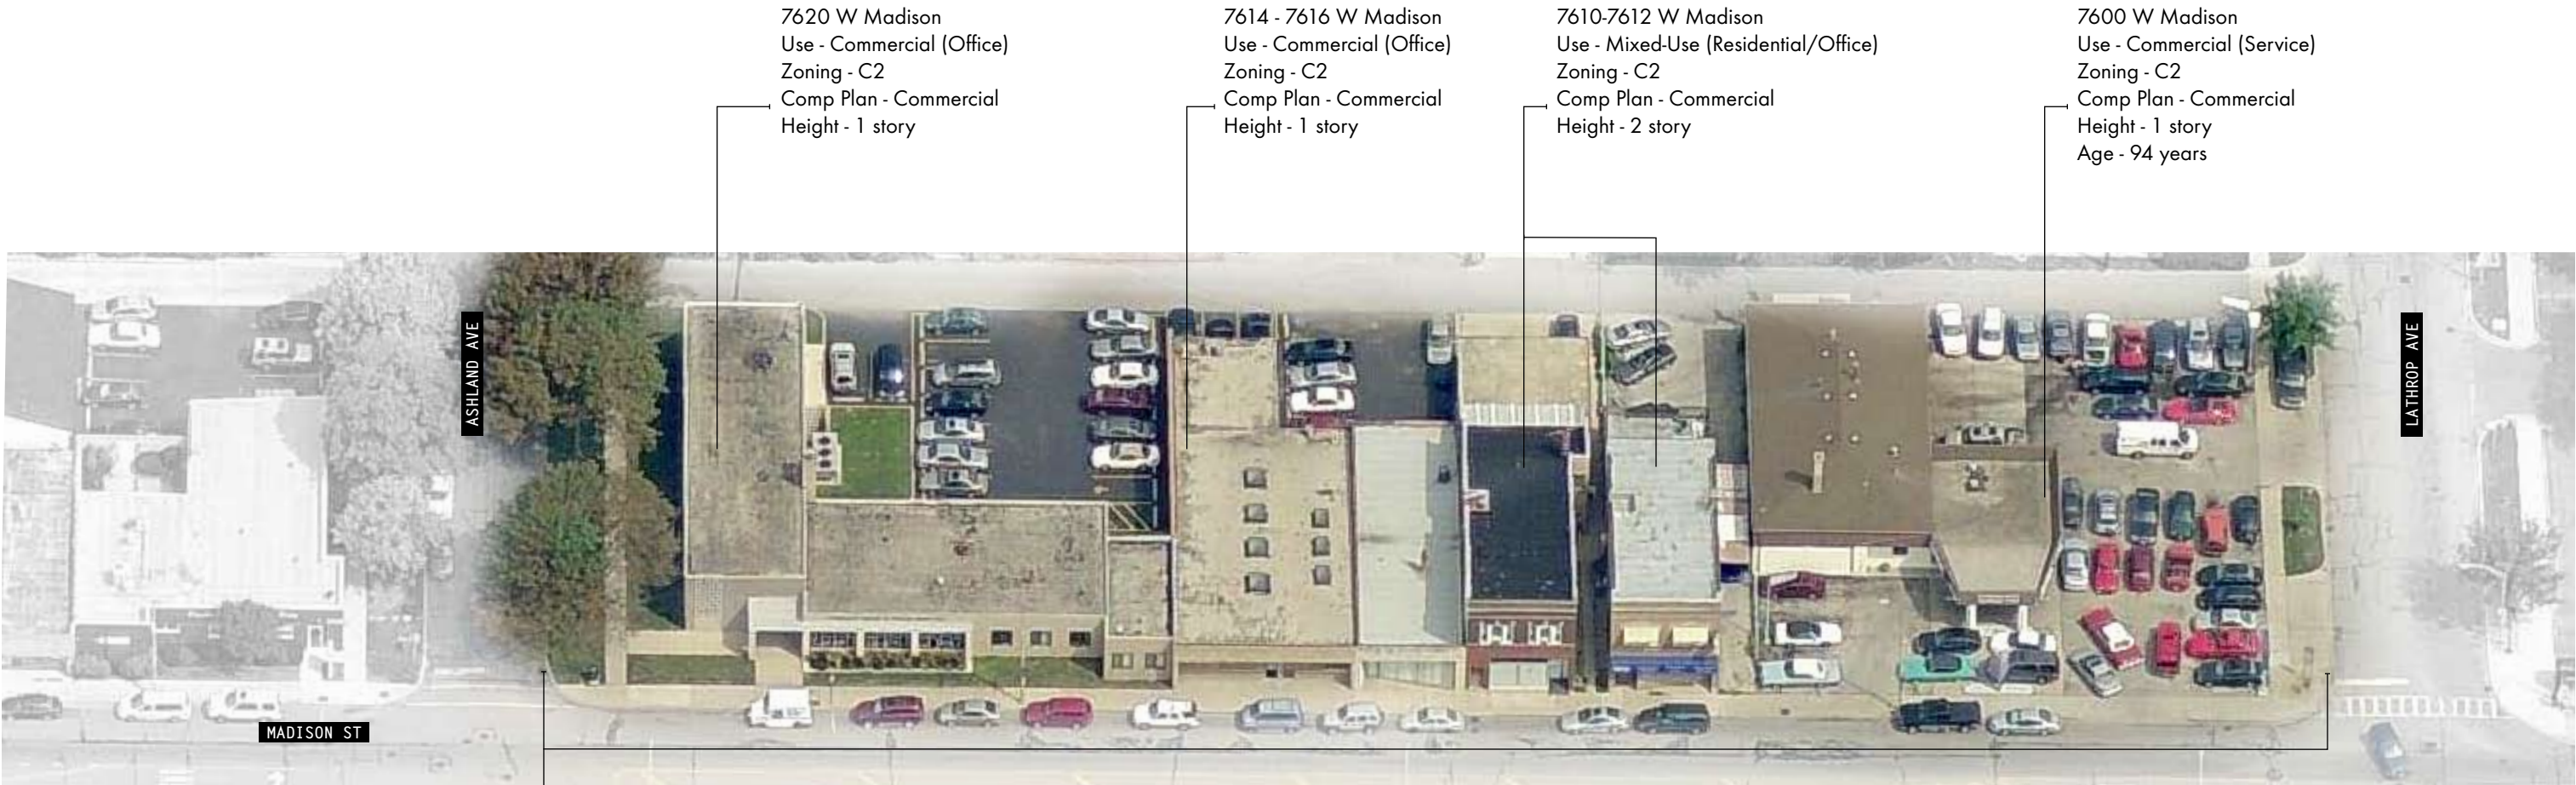 7620 W Madison
Use - Commercial (Office)
Zoning - C2
Comp Plan - Commercial
Height - 1 story
7614 - 7616 W Madison
Use - Commercial (Office)
Zoning - C2
Comp Plan - Commercial
Height - 1 story
7610-7612 W Madison
Use - Mixed-Use (Residential/Office)
Zoning - C2
Comp Plan - Commercial
Height - 2 story
7600 W Madison
Use - Commercial (Service)
Zoning - C2
Comp Plan - Commercial
Height - 1 story
Age - 94 years
ASHLAND AVE
LATHROP AVE
MADISON ST